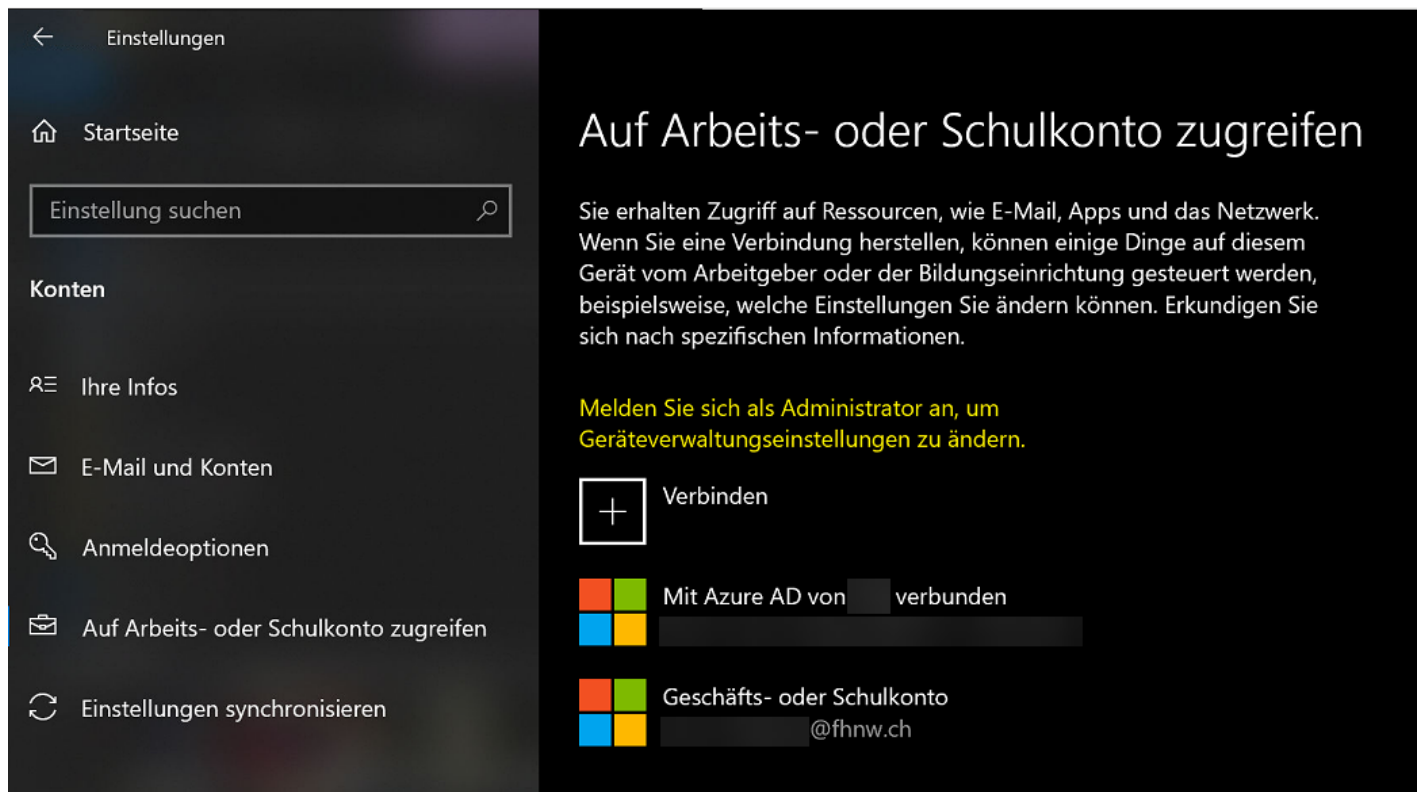 Einstellungen
Startseite
Einstellung suchen
Konten
Ihre Infos
E-Mail und Konten
Anmeldeoptionen
Auf Arbeits- oder Schulkonto zugreifen
Einstellungen synchronisieren
Auf Arbeits- oder Schulkonto zugreifen
Sie erhalten Zugriff auf Ressourcen, wie E-Mail, Apps und das Netzwerk.
Wenn Sie eine Verbindung herstellen, können einige Dinge auf diesem
Gerät vom Arbeitgeber oder der Bildungseinrichtung gesteuert werden,
beispielsweise, welche Einstellungen Sie ändern können. Erkundigen Sie
sich nach spezifischen Informationen.
Melden Sie sich als Administrator an, um
Geräteverwaltungseinstellungen zu ändern.
Verbinden
Mit Azure AD von verbunden
Geschäfts- oder Schulkonto
@fhnw.ch